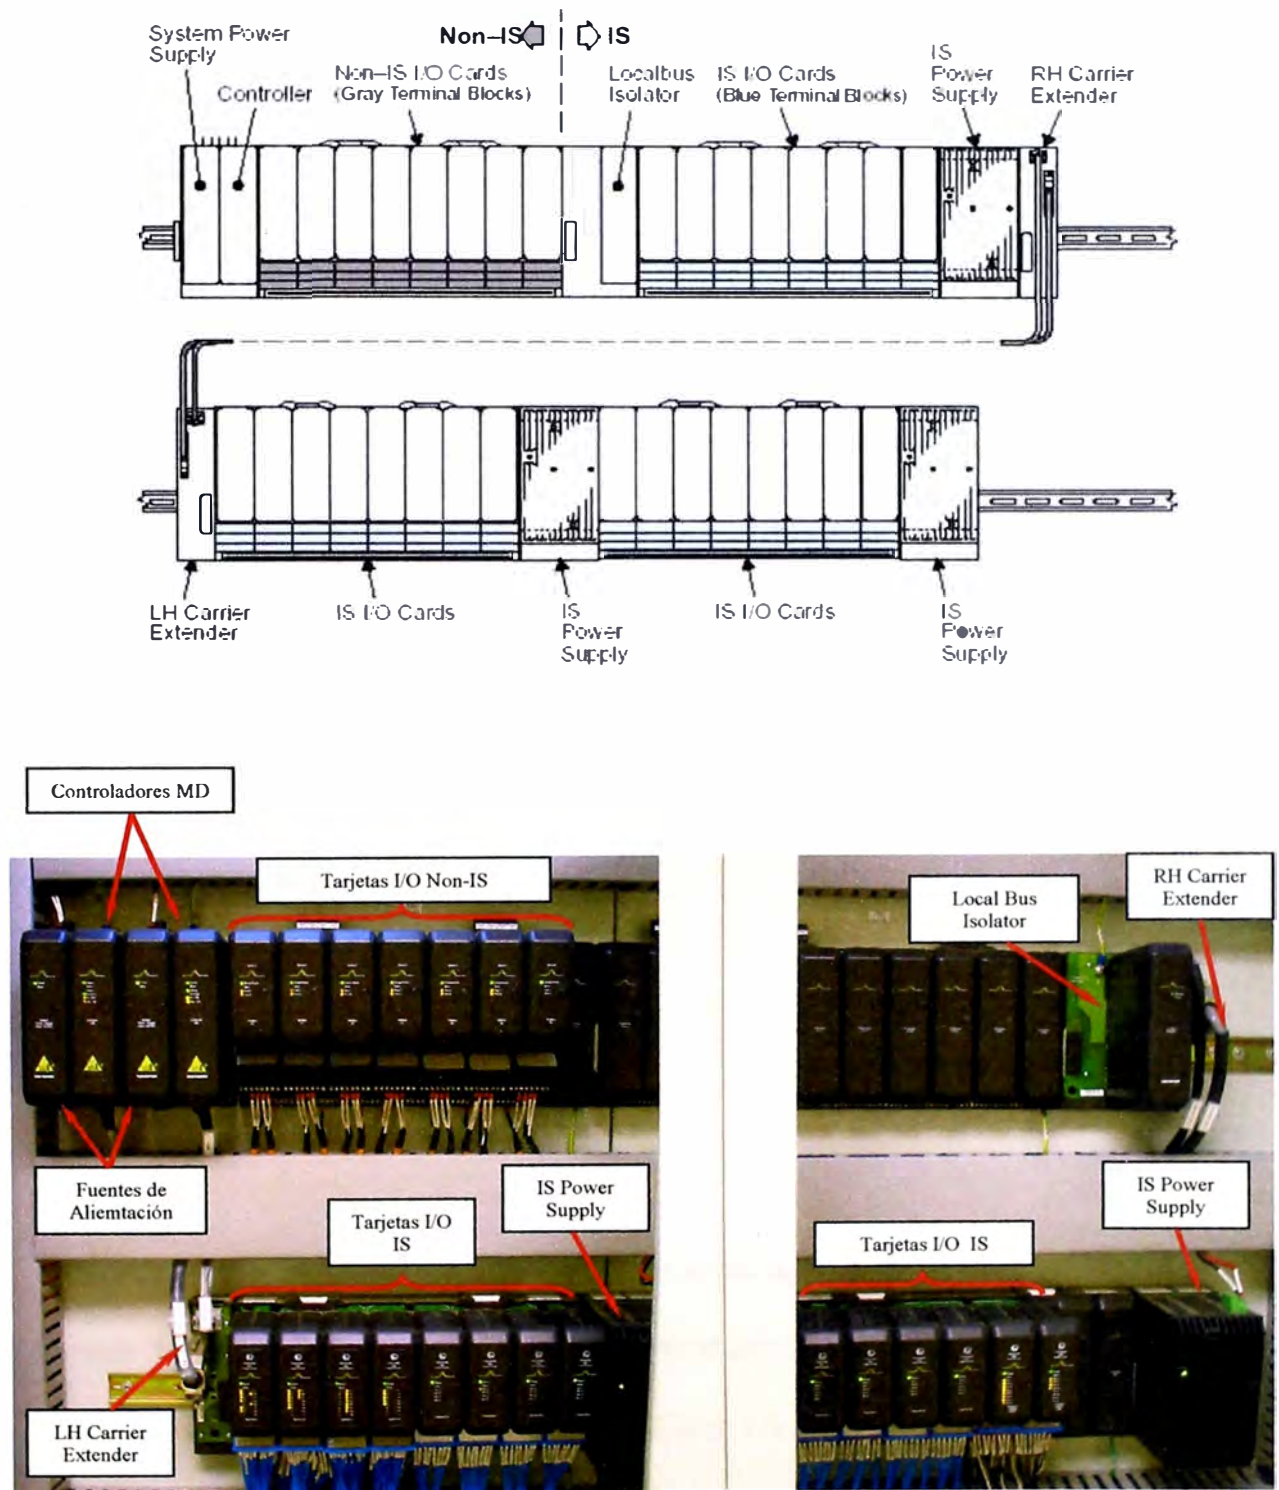 System Power
Supply
Controller
Non-IS I/O Cards
(Gray Terminal Blocks)
Non–IS
IS
Localbus
Isolator
IS I/O Cards
(Blue Terminal Blocks)
IS
Power
Supply
RH Carrier
Extender
LH Carrier
Extender
IS I/O Cards
IS
Power
Supply
IS I/O Cards
IS
Power
Supply
Controladores MD
Tarjetas I/O Non-IS
Local Bus
Isolator
RH Carrier
Extender
Fuentes de
Aliemtación
Tarjetas I/O
IS
IS Power
Supply
Tarjetas I/O IS
IS Power
Supply
LH Carrier
Extender